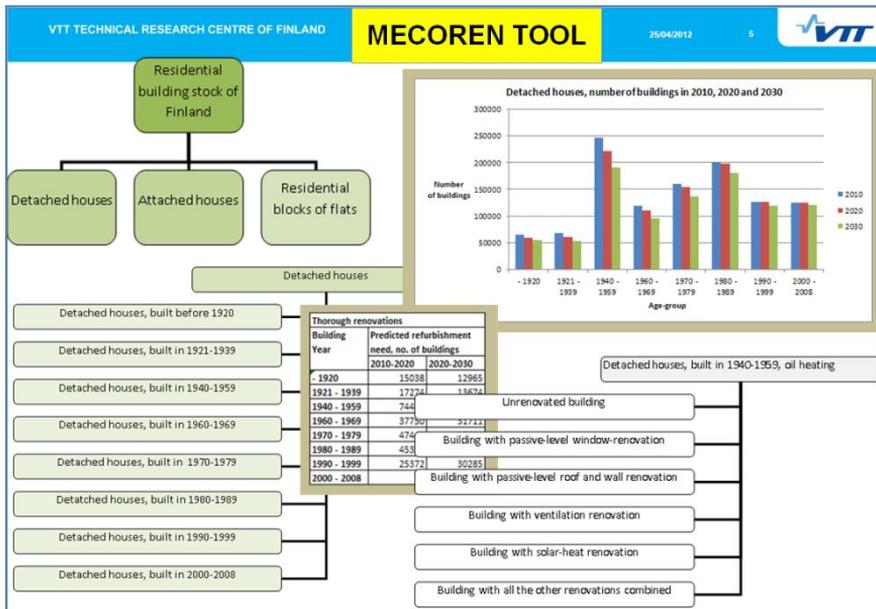 VTT TECHNICAL RESEARCH CENTRE OF FINLAND
MECOREN TOOL
25/04/2012
5
VTT
Residential
building stock of
Finland
Detached houses
Attached houses
Residential
blocks of flats
Detached houses, number of buildings in 2010, 2020 and 2030
Number
of buildings
300000
250000
200000
150000
100000
50000
0
- 1920
1921 -
1939
1940 -
1959
1960 -
1969
1970 -
1979
1980 -
1989
1990 -
1999
2000 -
2008
Age-group
2010
2020
2030
Detached houses
Detached houses, built before 1920
Detached houses, built in 1921-1939
Detached houses, built in 1940-1959
Detached houses, built in 1960-1969
Detached houses, built in 1970-1979
Detatched houses, built in 1980-1989
Detached houses, built in 1990-1999
Detached houses, built in 2000-2008
Thorough renovations
Building Predicted refurbishment
Year need, no. of buildings
2010-2020 2020-2030
- 1920 15038 12965
1921 - 1939 17274 13674
1940 - 1959 744
1960 - 1969 37730 31711
1970 - 1979 474
1980 - 1989 453
1990 - 1999 25372 30285
2000 - 2008
Detached houses, built in 1940-1959, oil heating
Unrenovated building
Building with passive-level window-renovation
Building with passive-level roof and wall renovation
Building with ventilation renovation
Building with solar-heat renovation
Building with all the other renovations combined